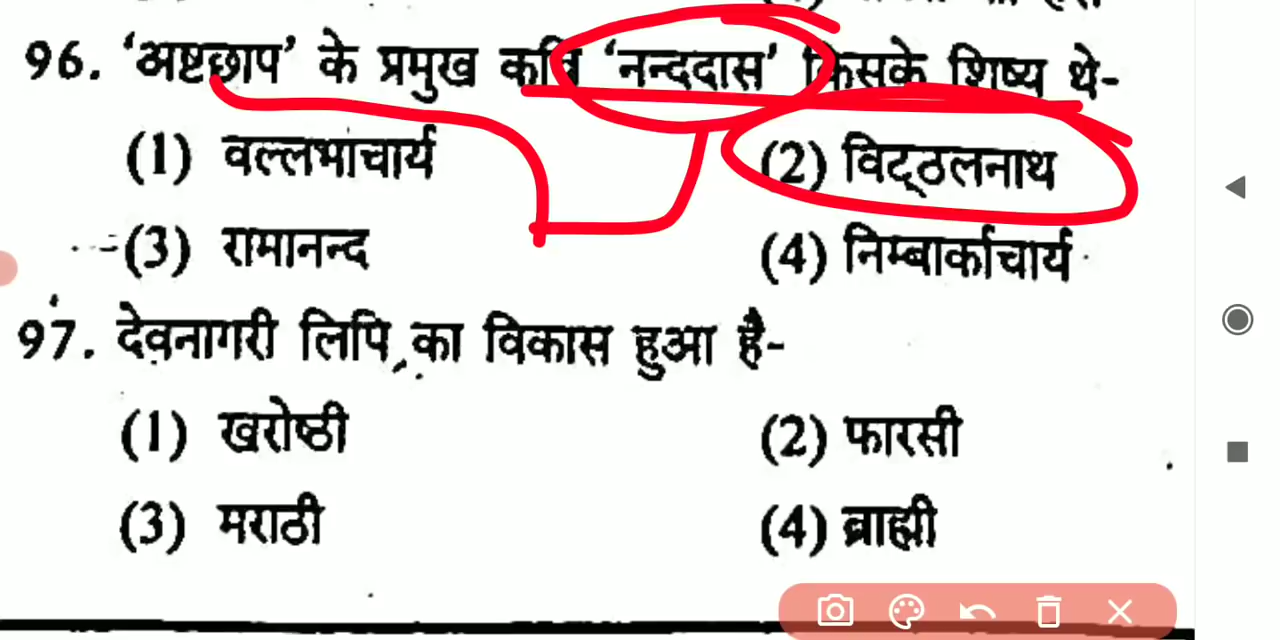 96. 'अष्टछाप' के प्रमुख कवि 'नन्ददास' किसके शिष्य थे-
(1) वल्लभाचार्य (2) विट्ठलनाथ
(3) रामानन्द (4) निम्बार्काचार्य
97. देवनागरी लिपि का विकास हुआ है-
(1) खरोष्ठी (2) फारसी
(3) मराठी (4) ब्राह्मी